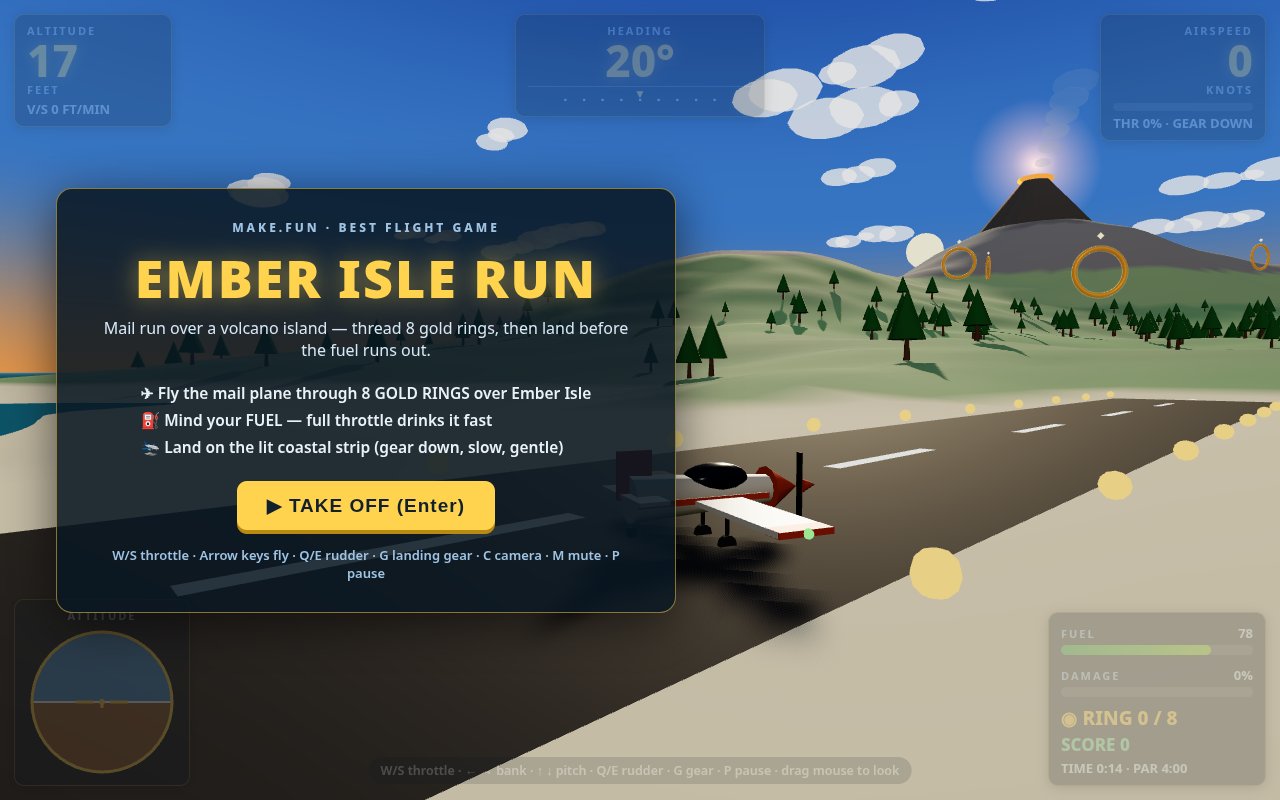 ALTITUDE
17
FEET
V/S 0 FT/MIN
HEADING
20°
AIRSPEED
0
KNOTS
THR 0% · GEAR DOWN
MAKE.FUN · BEST FLIGHT GAME
EMBER ISLE RUN
Mail run over a volcano island — thread 8 gold rings, then land before
the fuel runs out.
✈ Fly the mail plane through 8 GOLD RINGS over Ember Isle
⛽ Mind your FUEL — full throttle drinks it fast
🛬 Land on the lit coastal strip (gear down, slow, gentle)
▶ TAKE OFF (Enter)
W/S throttle · Arrow keys fly · Q/E rudder · G landing gear · C camera · M mute · P
pause
ATTITUDE
FUEL 78
DAMAGE 0%
◉ RING 0 / 8
SCORE 0
TIME 0:14 · PAR 4:00
W/S throttle · ← → bank · ↑ ↓ pitch · Q/E rudder · G gear · P pause · drag mouse to look